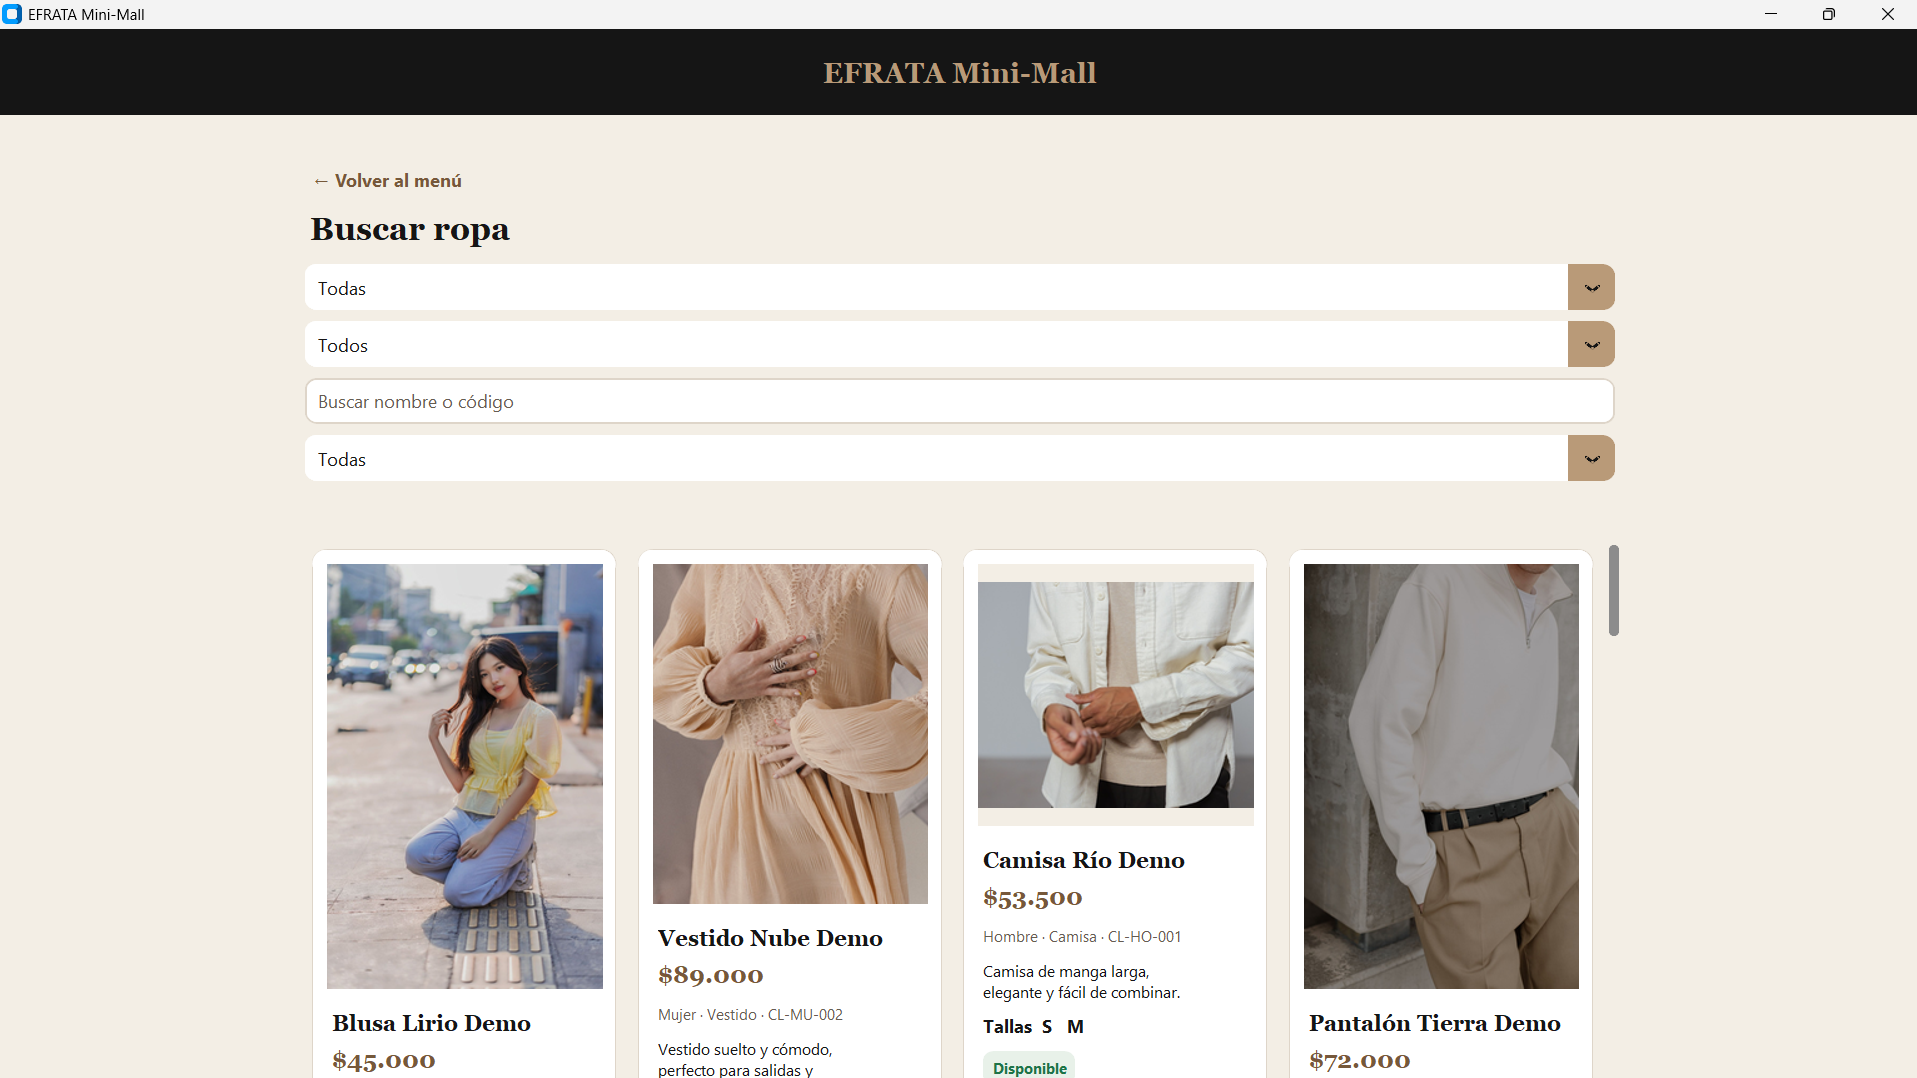 EFRATA Mini-Mall
EFRATA Mini-Mall
← Volver al menú
Buscar ropa
Todas
Todos
Buscar nombre o código
Todas
Blusa Lirio Demo
$45.000
Vestido Nube Demo
$89.000
Mujer · Vestido · CL-MU-002
Vestido suelto y cómodo,
perfecto para salidas y
Camisa Río Demo
$53.500
Hombre · Camisa · CL-HO-001
Camisa de manga larga,
elegante y fácil de combinar.
Tallas S M
Disponible
Pantalón Tierra Demo
$72.000